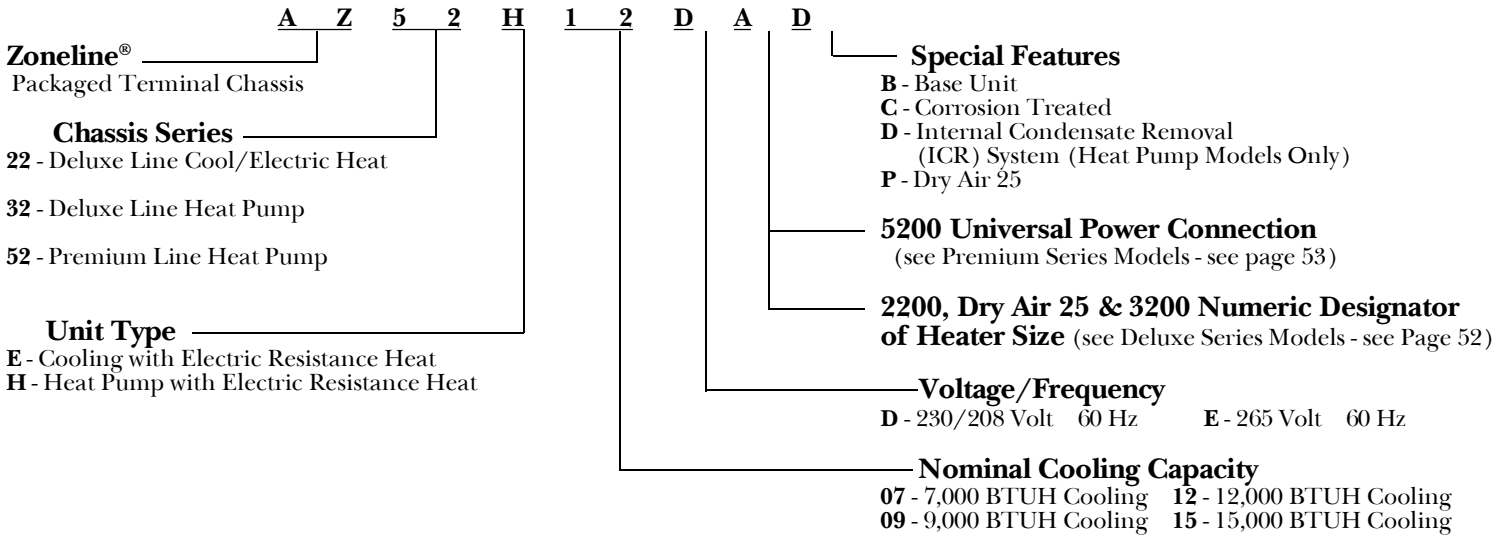 A Z 5 2 H 1 2 D A D
Zoneline®
Packaged Terminal Chassis
Chassis Series
22 - Deluxe Line Cool/Electric Heat
32 - Deluxe Line Heat Pump
52 - Premium Line Heat Pump
Unit Type
E - Cooling with Electric Resistance Heat
H - Heat Pump with Electric Resistance Heat
Special Features
B - Base Unit
C - Corrosion Treated
D - Internal Condensate Removal
(ICR) System (Heat Pump Models Only)
P - Dry Air 25
5200 Universal Power Connection
(see Premium Series Models - see page 53)
2200, Dry Air 25 & 3200 Numeric Designator
of Heater Size (see Deluxe Series Models - see Page 52)
Voltage/Frequency
D - 230/208 Volt 60 Hz E - 265 Volt 60 Hz
Nominal Cooling Capacity
07 - 7,000 BTUH Cooling 12 - 12,000 BTUH Cooling
09 - 9,000 BTUH Cooling 15 - 15,000 BTUH Cooling